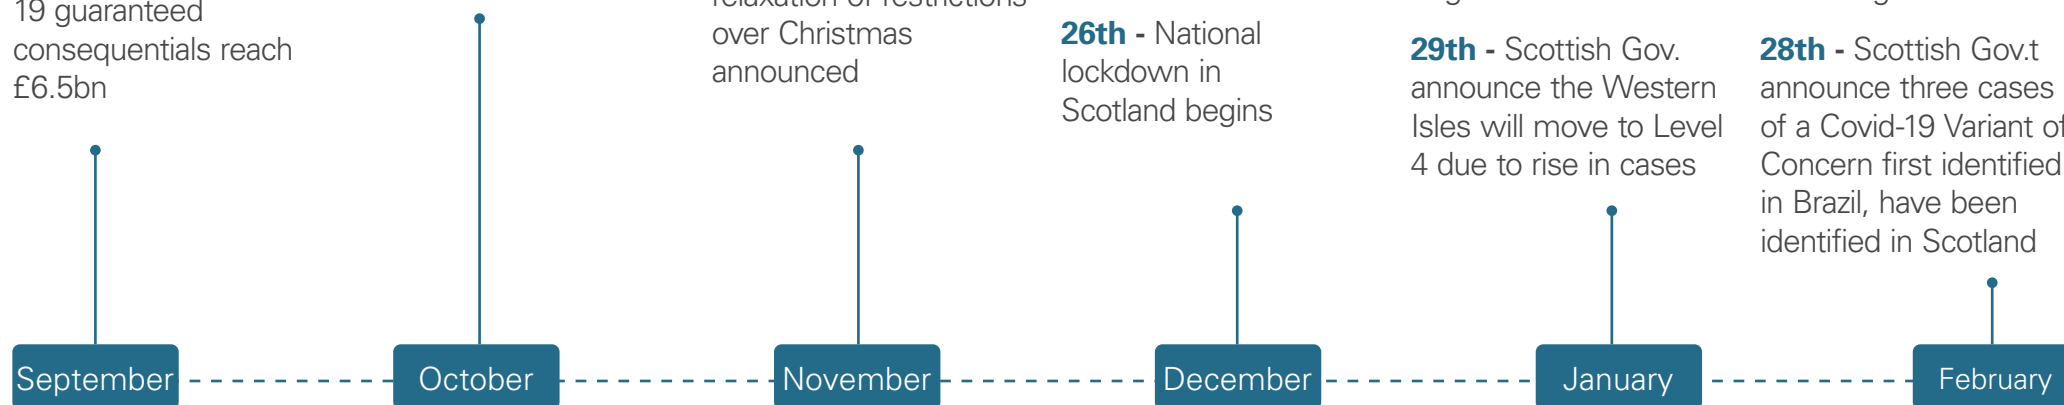 19 guaranteed
consequentials reach
£6.5bn
relaxation of restrictions
over Christmas
announced
26th - National
lockdown in
Scotland begins
29th - Scottish Gov.
announce the Western
Isles will move to Level
4 due to rise in cases
28th - Scottish Gov.t
announce three cases
of a Covid-19 Variant of
Concern first identified
in Brazil, have been
identified in Scotland
September
October
November
December
January
February